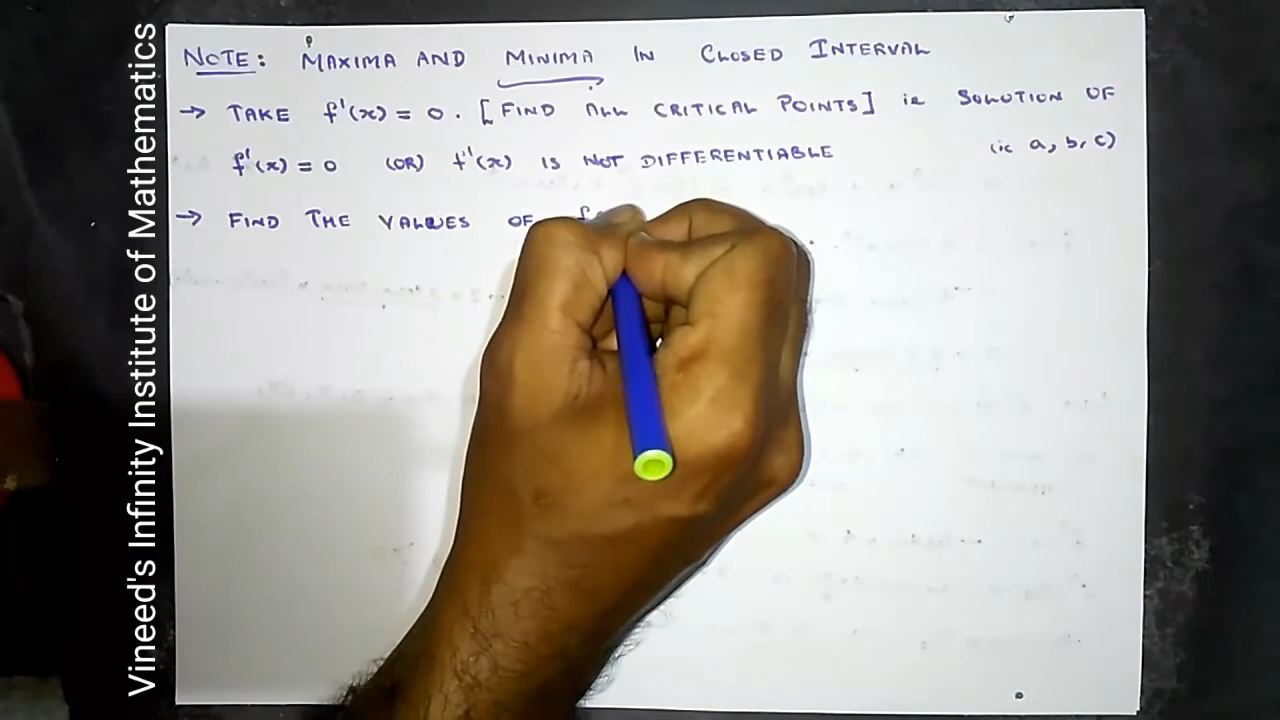 Vineed's Infinity Institute of Mathematics
NOTE: MAXIMA AND MINIMA IN CLOSED INTERVAL
→ TAKE f'(x) = 0. [FIND ALL CRITICAL POINTS] ie SOLUTION OF
f'(x) = 0 (OR) f'(x) IS NOT DIFFERENTIABLE (ie a, b, c)
→ FIND THE VALUES OF